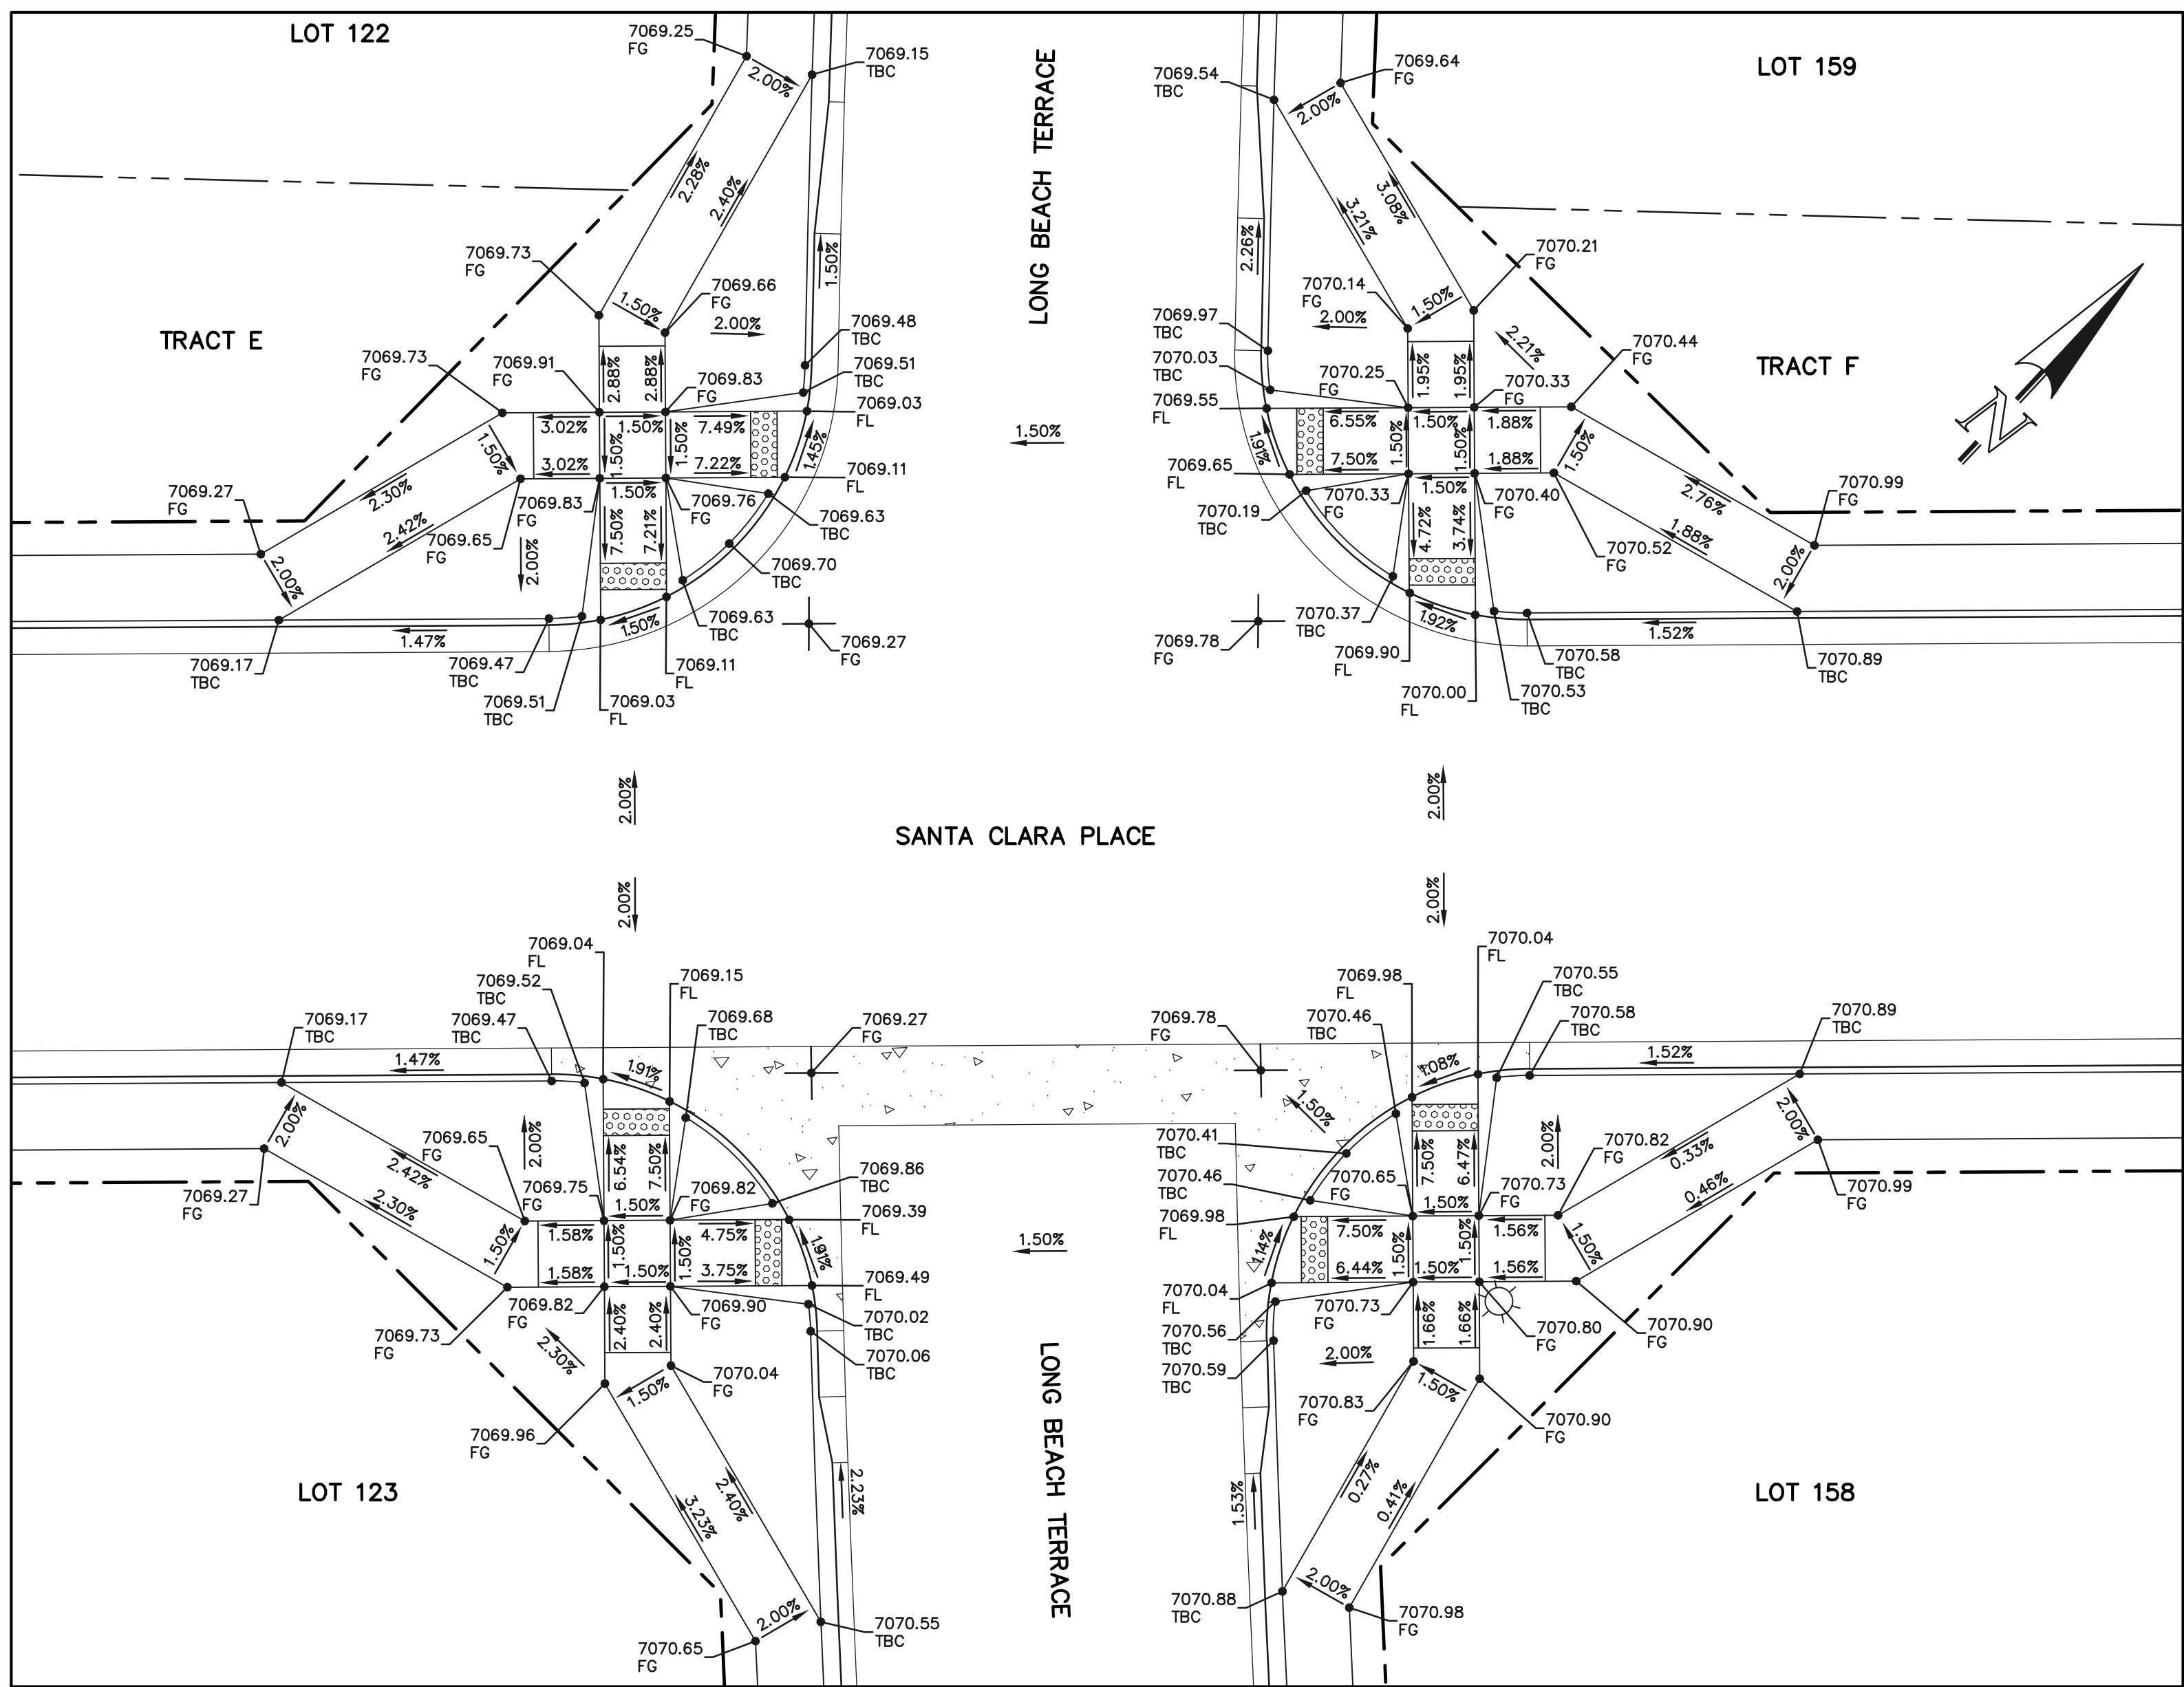 LOT 122
7069.25
FG
7069.15
TBC
2.00%
LONG BEACH TERRACE
7069.54
TBC
7069.64
FG
2.00%
LOT 159
2.28%
2.40%
7069.73
FG
7069.66
FG
1.50%
2.00%
1.50%
7069.48
TBC
7069.51
TBC
TRACT E
7069.73
FG
7069.91
FG
2.88%
2.88%
7069.83
FG
7069.03
FL
3.02%
1.50%
7.49%
1.50%
1.50%
1.50%
3.02%
7.22%
1.45%
7069.11
FL
7069.27
FG
2.30%
2.42%
7069.65
FG
7069.83
FG
1.50%
7069.76
FG
7069.63
TBC
2.00%
2.00%
7.50%
7.21%
7069.70
TBC
1.47%
1.50%
7069.63
TBC
7069.27
FG
7069.17
TBC
7069.47
TBC
7069.11
FL
7069.51
TBC
7069.03
FL
1.50%
2.26%
3.21%
3.08%
7070.21
FG
7070.14
FG
1.50%
7069.97
TBC
2.00%
2.21%
7070.44
FG
TRACT F
7070.03
TBC
7070.25
FG
1.95%
1.95%
7070.33
FG
7069.55
FL
6.55%
1.50%
1.88%
1.91%
1.50%
1.50%
1.50%
7.50%
1.88%
7069.65
FL
7070.33
FG
1.50%
7070.40
FG
2.76%
7070.99
FG
7070.19
TBC
4.72%
3.74%
1.88%
7070.52
FG
2.00%
7069.78
FG
7070.37
TBC
1.92%
1.52%
7069.90
FL
7070.58
TBC
7070.89
TBC
7070.00
FL
7070.53
TBC
N
2.00%
2.00%
SANTA CLARA PLACE
2.00%
2.00%
7069.04
FL
7069.15
FL
7069.52
TBC
7069.17
TBC
7069.47
TBC
7069.68
TBC
7069.27
FG
1.47%
1.91%
2.00%
7069.65
FG
2.00%
2.42%
6.54%
7.50%
7069.86
TBC
7069.27
FG
2.30%
7069.75
FG
1.50%
7069.82
FG
7069.39
FL
1.50%
1.58%
1.50%
1.50%
4.75%
1.91%
1.58%
1.50%
3.75%
7069.49
FL
7069.82
FG
7069.90
FG
7070.02
TBC
7069.73
FG
2.30%
2.40%
2.40%
7070.06
TBC
7070.04
FG
1.50%
7069.96
FG
LOT 123
3.23%
2.40%
2.23%
2.00%
7070.55
TBC
7070.65
FG
1.50%
LONG BEACH TERRACE
7070.04
FL
7069.98
FL
7070.55
TBC
7069.78
FG
7070.46
TBC
7070.58
TBC
7070.89
TBC
1.08%
1.52%
1.50%
7070.41
TBC
7070.46
TBC
7070.65
FG
7.50%
6.47%
2.00%
7070.82
FG
0.33%
2.00%
7070.73
FG
0.46%
7070.99
FG
7069.98
FL
1.50%
7.50%
1.50%
1.50%
1.56%
1.50%
1.14%
6.44%
1.50%
1.56%
7070.04
FL
7070.73
FG
1.66%
1.66%
7070.80
FG
7070.90
FG
7070.56
TBC
7070.59
TBC
2.00%
7070.83
FG
1.50%
7070.90
FG
1.53%
0.27%
0.41%
LOT 158
7070.88
TBC
2.00%
7070.98
FG